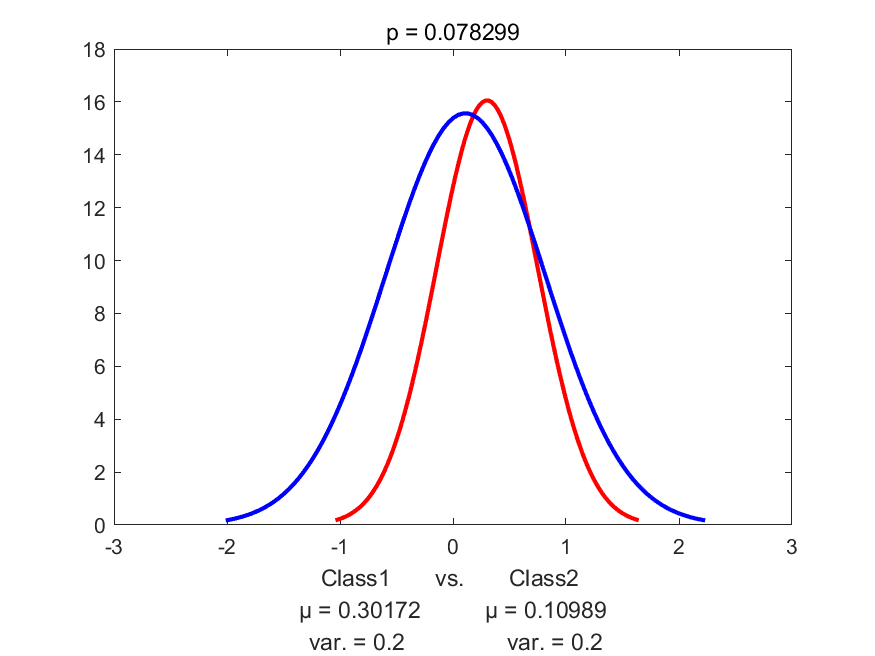 p = 0.078299
18
16
14
12
10
8
6
4
2
0
-3 -2 -1 0 1 2 3
Class1 vs. Class2
μ = 0.30172 μ = 0.10989
var. = 0.2 var. = 0.2